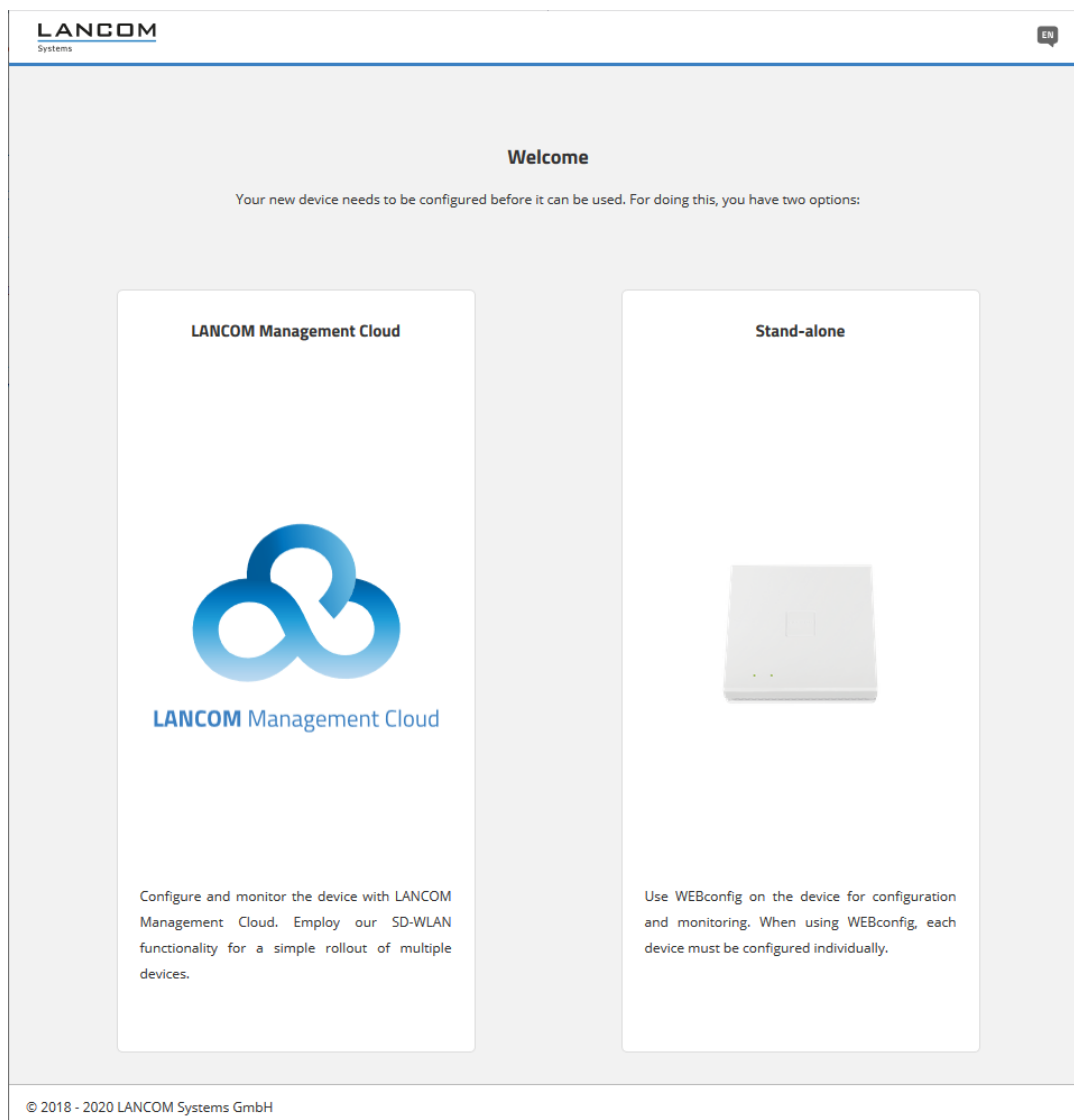 LANCOM
Systems
EN
Welcome
Your new device needs to be configured before it can be used. For doing this, you have two options:
LANCOM Management Cloud
LANCOM Management Cloud
Configure and monitor the device with LANCOM
Management Cloud. Employ our SD-WLAN
functionality for a simple rollout of multiple
devices.
Stand-alone
Use WEBconfig on the device for configuration
and monitoring. When using WEBconfig, each
device must be configured individually.
© 2018 - 2020 LANCOM Systems GmbH